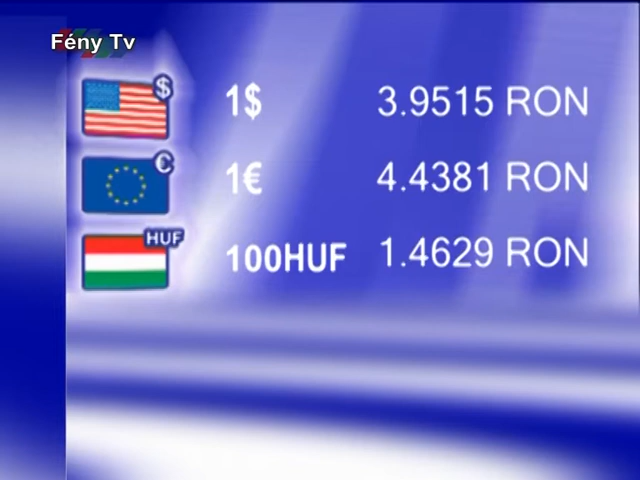 Fény Tv
$
1$ 3.9515 RON
€
1€ 4.4381 RON
HUF
100HUF 1.4629 RON